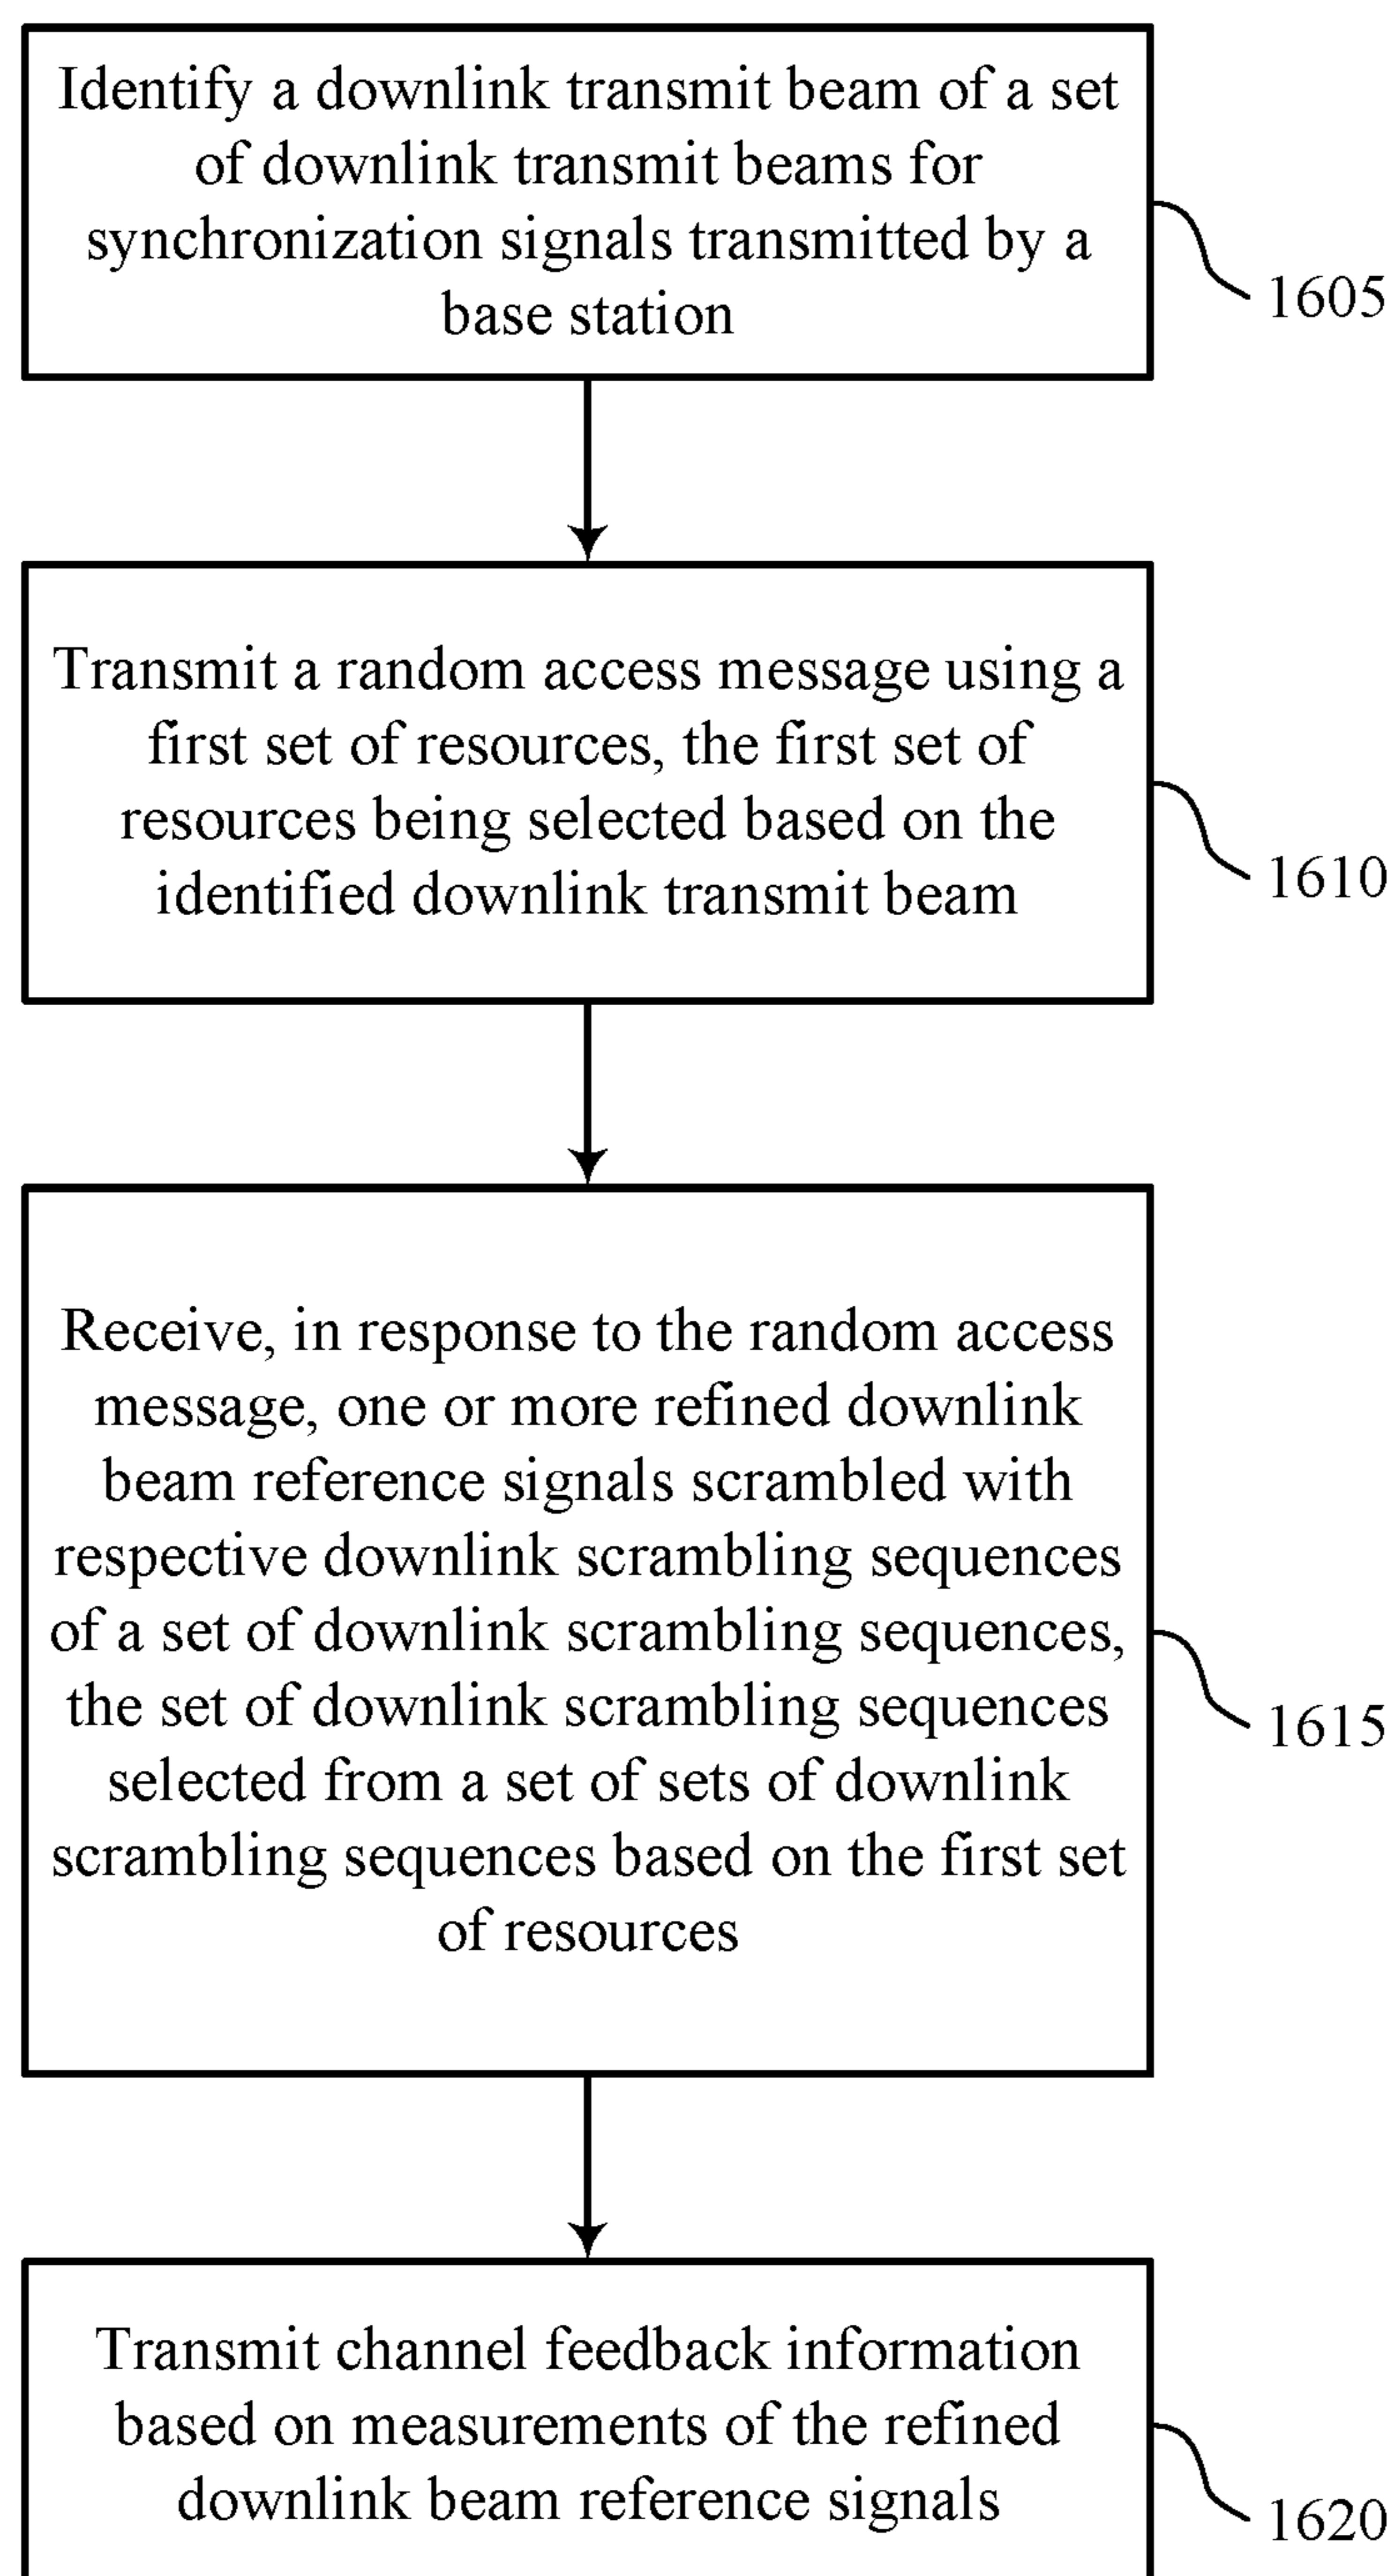 Identify a downlink transmit beam of a set
of downlink transmit beams for
synchronization signals transmitted by a
base station
1605
Transmit a random access message using a
first set of resources, the first set of
resources being selected based on the
identified downlink transmit beam
1610
Receive, in response to the random access
message, one or more refined downlink
beam reference signals scrambled with
respective downlink scrambling sequences
of a set of downlink scrambling sequences,
the set of downlink scrambling sequences
selected from a set of sets of downlink
scrambling sequences based on the first set
of resources
1615
Transmit channel feedback information
based on measurements of the refined
downlink beam reference signals
1620